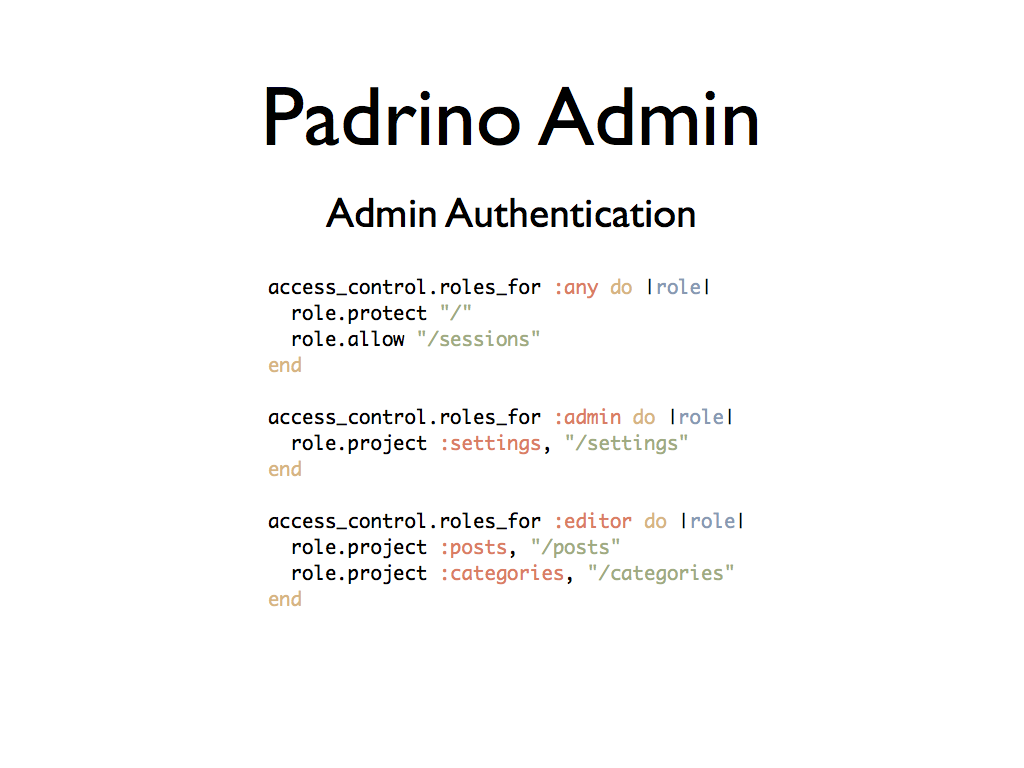 Padrino Admin
Admin Authentication
access_control.roles_for :any do |role|
  role.protect "/"
  role.allow "/sessions"
end
access_control.roles_for :admin do |role|
  role.project :settings, "/settings"
end
access_control.roles_for :editor do |role|
  role.project :posts, "/posts"
  role.project :categories, "/categories"
end